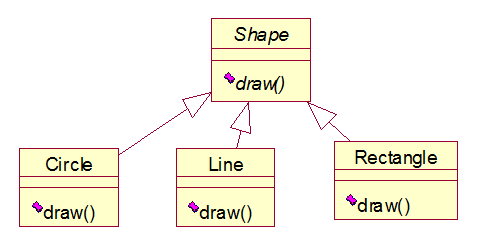 Shape
draw()
Circle
draw()
Line
draw()
Rectangle
draw()